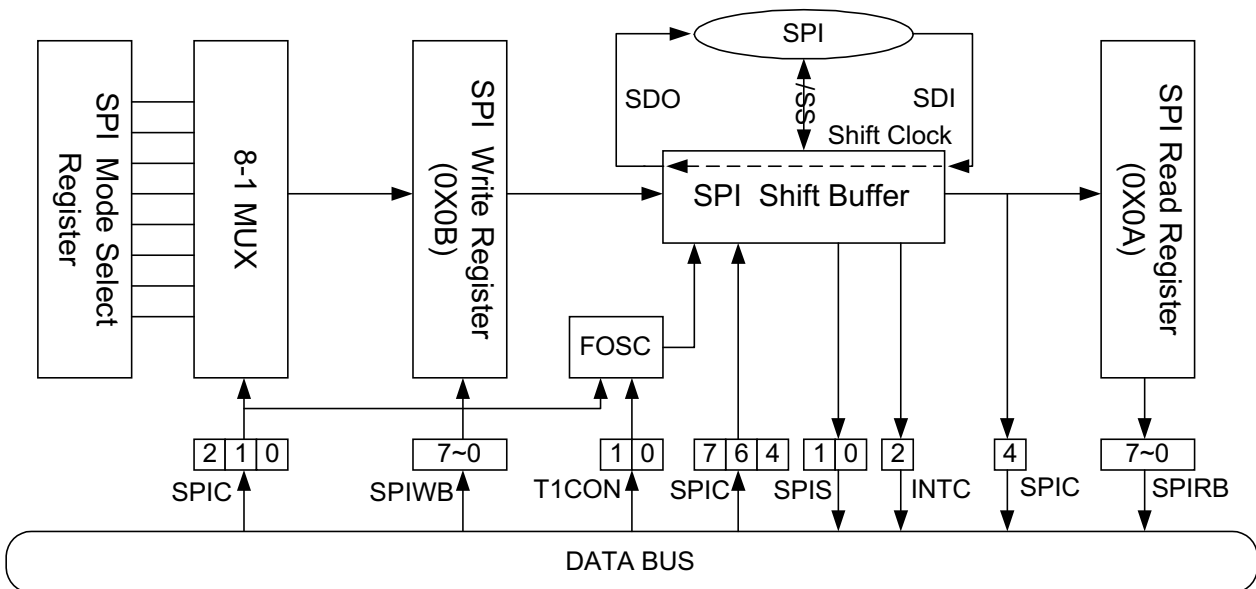 SPI
SDO
/SS
SDI
Shift Clock
SPI Mode Select
Register
8-1 MUX
SPI Write Register
(0X0B)
SPI Shift Buffer
SPI Read Register
(0X0A)
FOSC
2 1 0
7~0
1 0
7 6 4
1 0
2
4
7~0
SPIC
SPIWB
T1CON
SPIC
SPIS
INTC
SPIC
SPIRB
DATA BUS